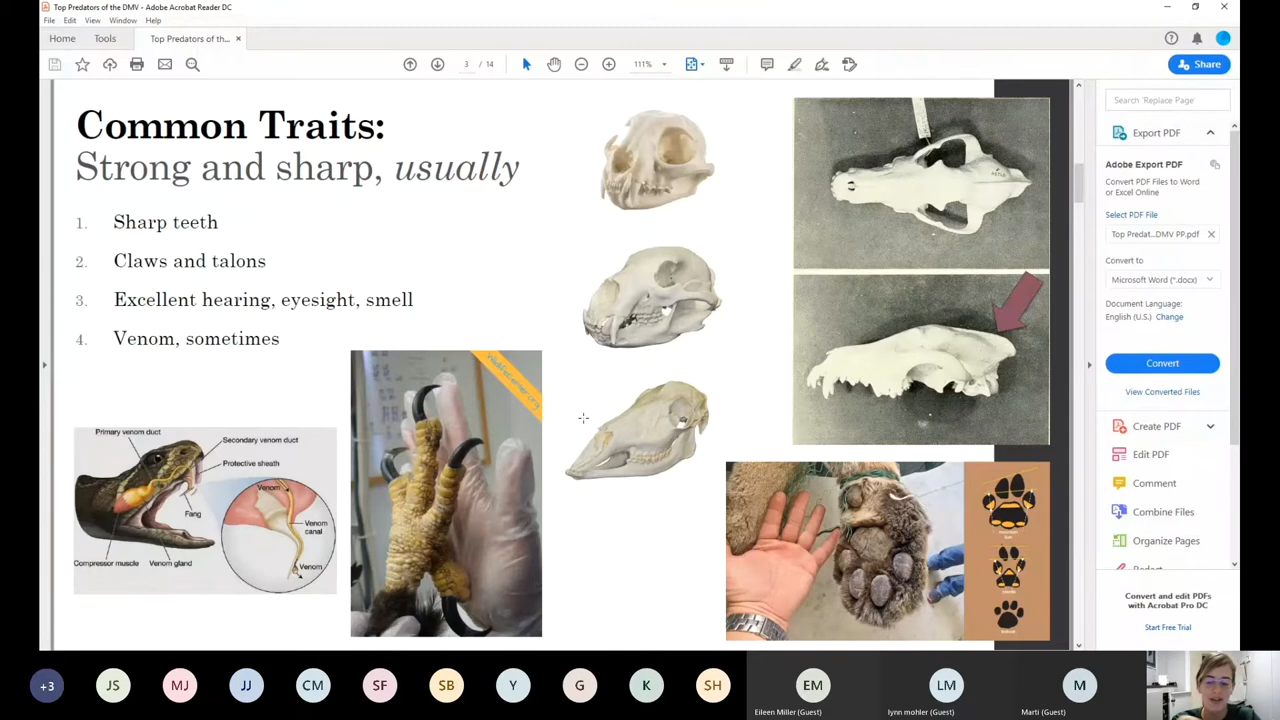 Top Predators of the DMV - Adobe Acrobat Reader DC
File Edit View Window Help
Home Tools Top Predators of th... ×
3 / 14 111% Share
Common Traits:
Strong and sharp, usually
1. Sharp teeth
2. Claws and talons
3. Excellent hearing, eyesight, smell
4. Venom, sometimes
Primary venom duct
Secondary venom duct
Protective sheath
Fang
Compressor muscle
Venom gland
Venom
Venom canal
Venom
Search 'Replace Page'
Export PDF
Adobe Export PDF
Convert PDF Files to Word
or Excel Online
Select PDF File
Top Predat...DMV PP.pdf
Convert to
Microsoft Word (*.docx)
Document Language:
English (U.S.) Change
Convert
View Converted Files
Create PDF
Edit PDF
Comment
Combine Files
Organize Pages
Redact
Convert and edit PDFs
with Acrobat Pro DC
Start Free Trial
+3 JS MJ JJ CM SF SB Y G K SH EM LM M
Eileen Miller (Guest) lynn mohler (Guest) Marti (Guest)